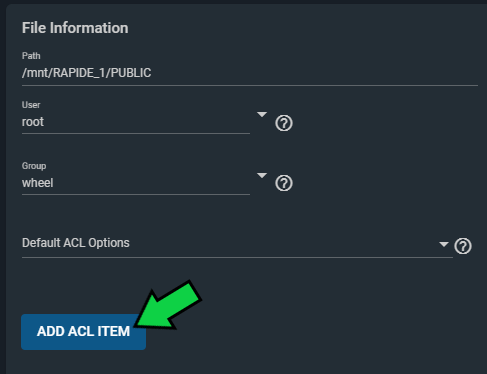 File Information
Path
/mnt/RAPIDE_1/PUBLIC
User
root
?
Group
wheel
?
Default ACL Options
?
ADD ACL ITEM